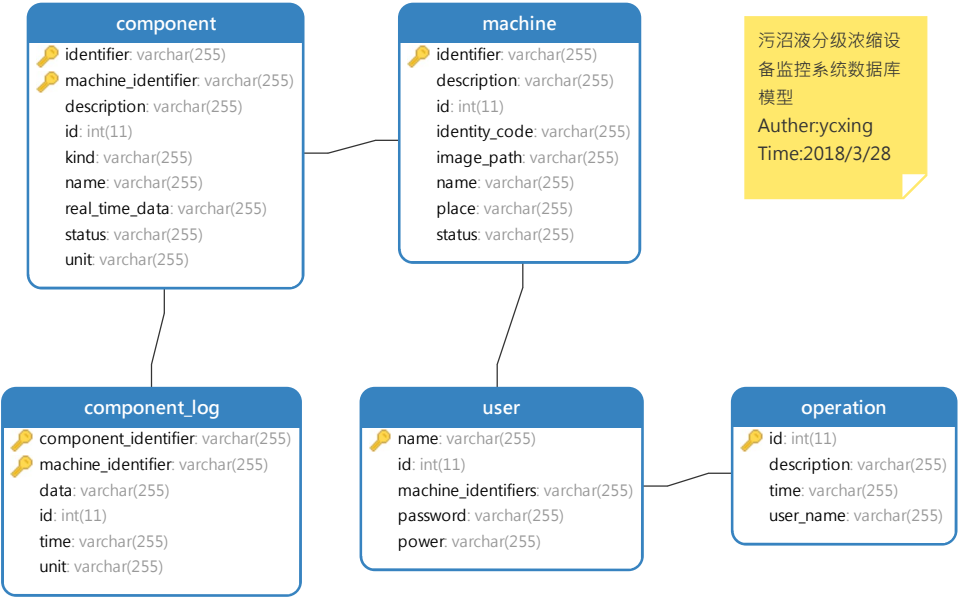 component
identifier: varchar(255)
machine_identifier: varchar(255)
description: varchar(255)
id: int(11)
kind: varchar(255)
name: varchar(255)
real_time_data: varchar(255)
status: varchar(255)
unit: varchar(255)
machine
identifier: varchar(255)
description: varchar(255)
id: int(11)
identity_code: varchar(255)
image_path: varchar(255)
name: varchar(255)
place: varchar(255)
status: varchar(255)
污沼液分级浓缩设
备监控系统数据库
模型
Auther:ycxing
Time:2018/3/28
component_log
component_identifier: varchar(255)
machine_identifier: varchar(255)
data: varchar(255)
id: int(11)
time: varchar(255)
unit: varchar(255)
user
name: varchar(255)
id: int(11)
machine_identifiers: varchar(255)
password: varchar(255)
power: varchar(255)
operation
id: int(11)
description: varchar(255)
time: varchar(255)
user_name: varchar(255)